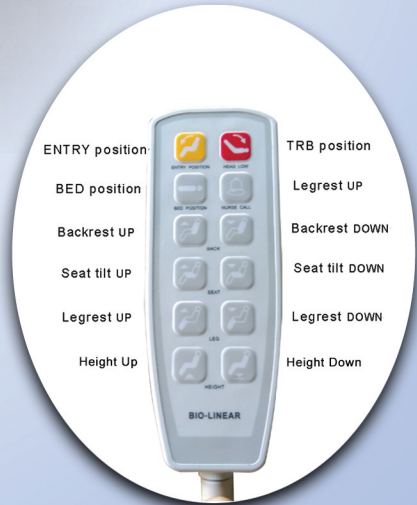 ENTRY position
TRB position
ENTRY POSITION
HEAD LOW
BED position
Legrest UP
BED POSITION
NURSE CALL
Backrest UP
Backrest DOWN
BACK
Seat tilt UP
Seat tilt DOWN
SEAT
Legrest UP
Legrest DOWN
LEG
Height Up
Height Down
HEIGHT
BIO-LINEAR